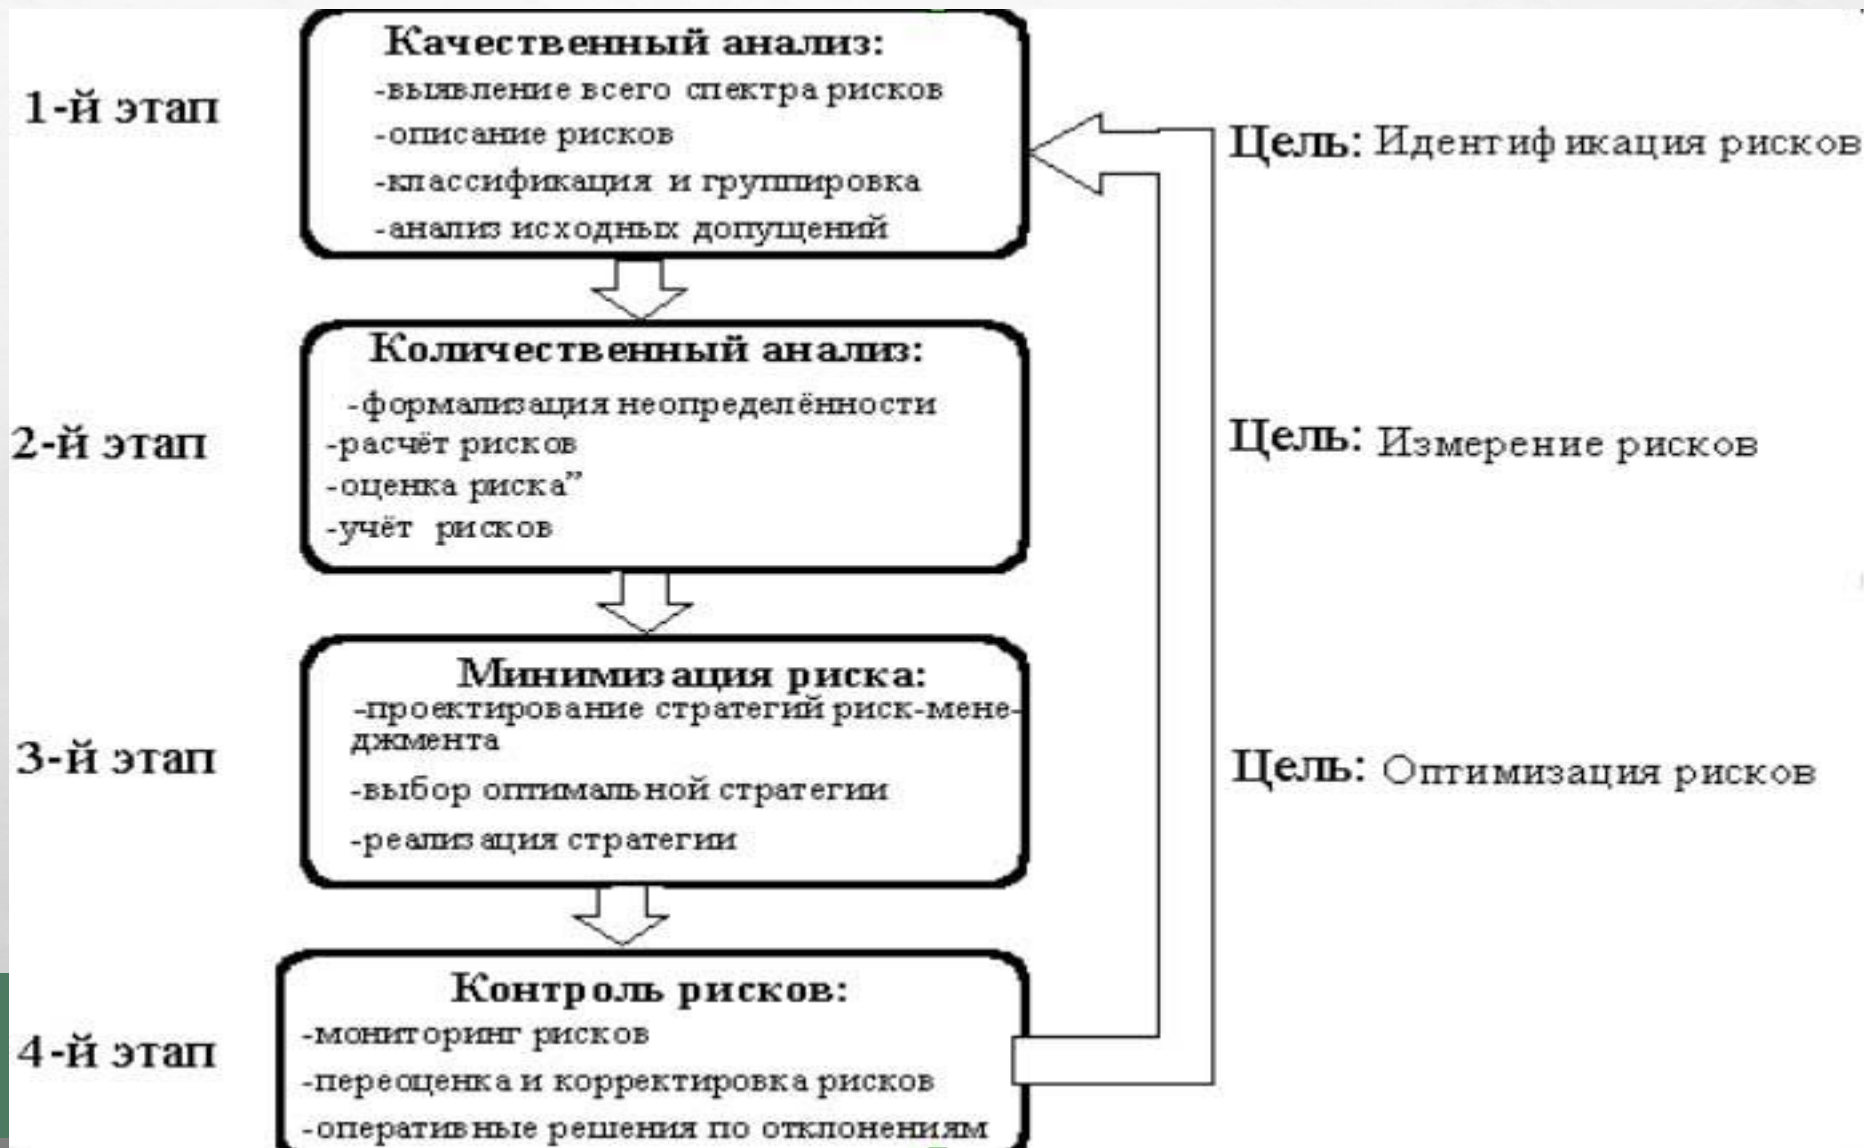 Качественный анализ:
-выявление всего спектра рисков
1-й этап
-описание рисков
Цель: Идентификация рисков
-классификация и группировка
-анализ исходных допущений
Количественный анализ:
-формализация неопределённости
2-й этап
-расчёт рисков
Цель: Измерение рисков
-оценка риска”
-учёт рисков
Минимизация риска:
-проектирование стратегий риск-мене-
джмента
3-й этап
Цель: Оптимизация рисков
-выбор оптимальной стратегии
-реализация стратегии
Контроль рисков:
-мониторинг рисков
4-й этап
-переоценка и корректировка рисков
-оперативные решения по отклонениям